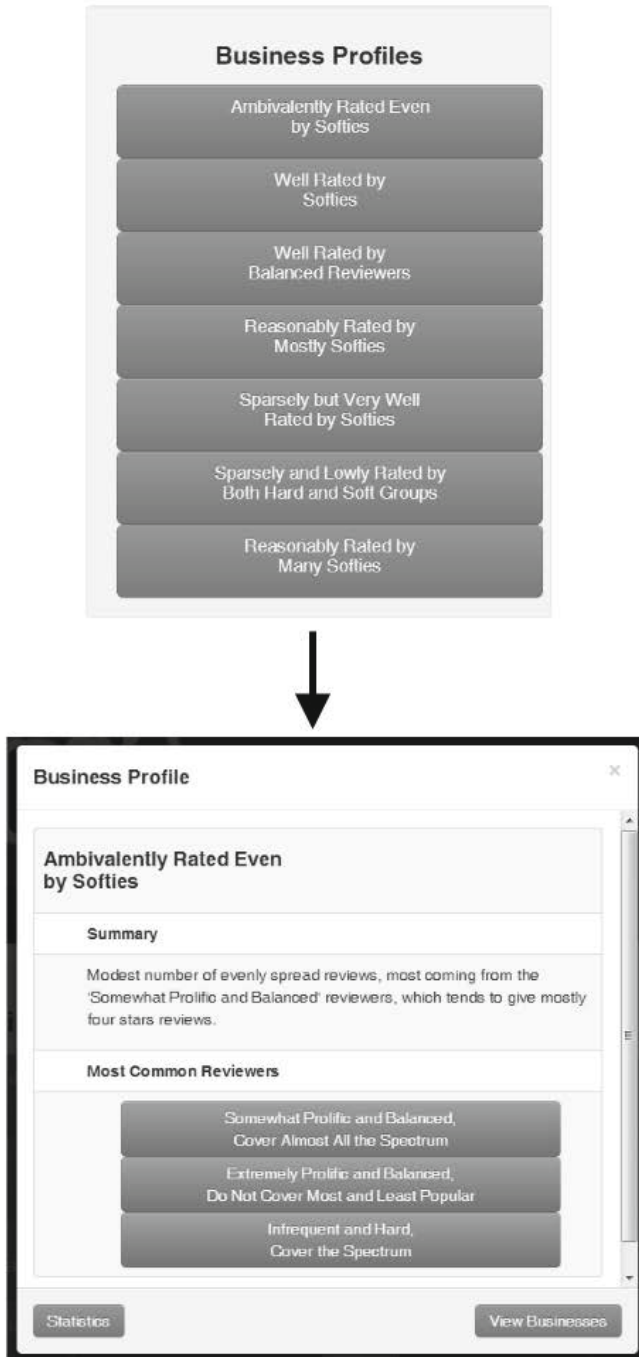 Business Profiles
Ambivalently Rated Even
by Softies
Well Rated by
Softies
Well Rated by
Balanced Reviewers
Reasonably Rated by
Mostly Softies
Sparsely but Very Well
Rated by Softies
Sparsely and Lowly Rated by
Both Hard and Soft Groups
Reasonably Rated by
Many Softies
Business Profile
×
Ambivalently Rated Even
by Softies
Summary
Modest number of evenly spread reviews, most coming from the
'Somewhat Prolific and Balanced' reviewers, which tends to give mostly
four stars reviews.
Most Common Reviewers
Somewhat Prolific and Balanced,
Cover Almost All the Spectrum
Extremely Prolific and Balanced,
Do Not Cover Most and Least Popular
Infrequent and Hard,
Cover the Spectrum
Statistics
View Businesses